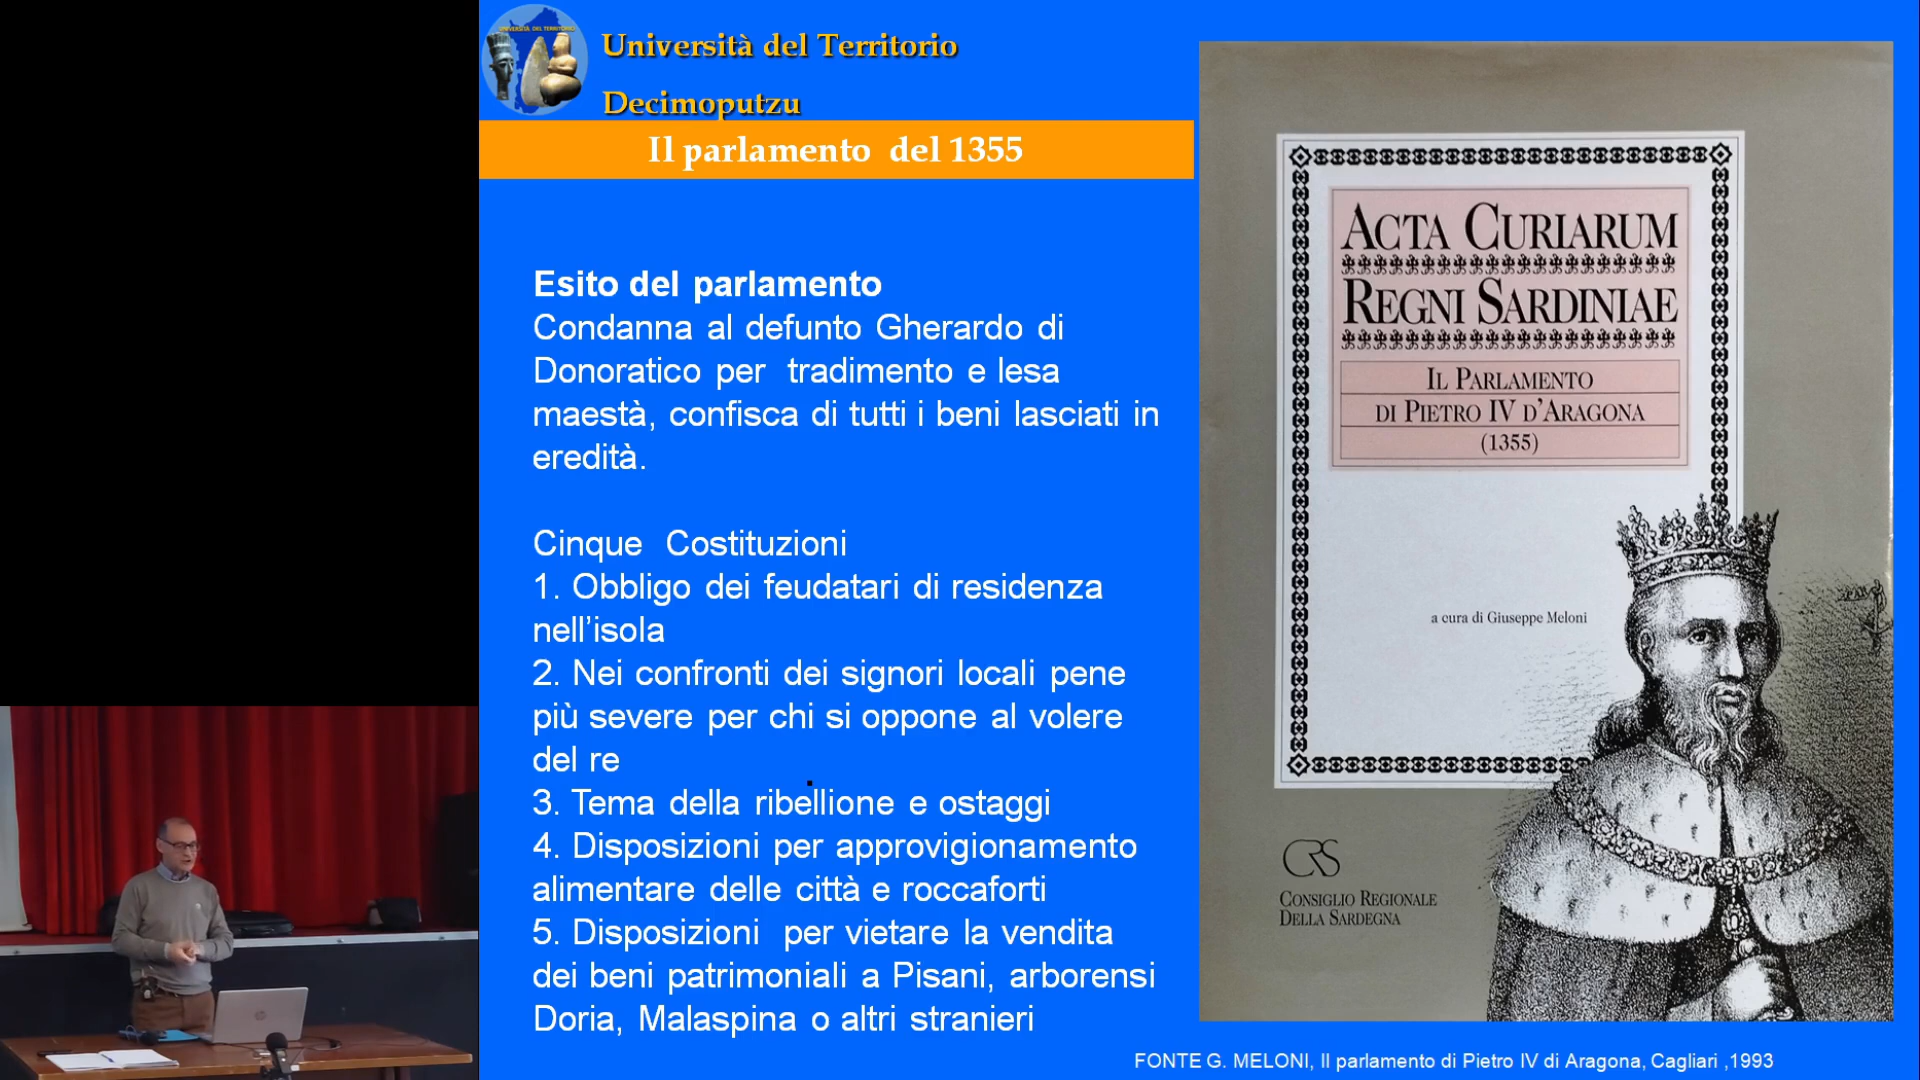 UNIVERSITÀ DEL TERRITORIO
Università del Territorio
Decimoputzu
Il parlamento del 1355
Esito del parlamento
Condanna al defunto Gherardo di
Donoratico per tradimento e lesa
maestà, confisca di tutti i beni lasciati in
eredità.
Cinque Costituzioni
1. Obbligo dei feudatari di residenza
nell’isola
2. Nei confronti dei signori locali pene
più severe per chi si oppone al volere
del re
3. Tema della ribellione e ostaggi
4. Disposizioni per approvigionamento
alimentare delle città e roccaforti
5. Disposizioni per vietare la vendita
dei beni patrimoniali a Pisani, arborensi
Doria, Malaspina o altri stranieri
ACTA CURIARUM
REGNI SARDINIAE
IL PARLAMENTO
DI PIETRO IV D’ARAGONA
(1355)
a cura di Giuseppe Meloni
CRS
CONSIGLIO REGIONALE
DELLA SARDEGNA
FONTE G. MELONI, Il parlamento di Pietro IV di Aragona, Cagliari ,1993
hp